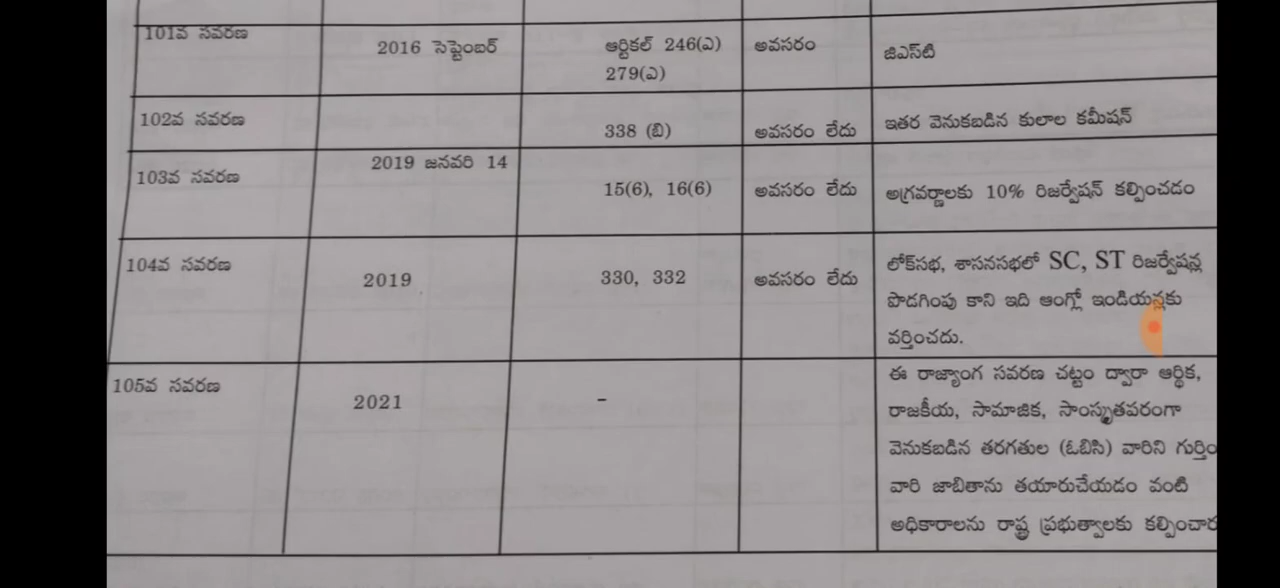 101వ సవరణ
2016 సెప్టెంబర్
ఆర్టికల్ 246(ఎ)
279(ఎ)
అవసరం
జిఎస్‌టి
102వ సవరణ
338 (బి)
అవసరం లేదు
ఇతర వెనుకబడిన కులాల కమీషన్
103వ సవరణ
2019 జనవరి 14
15(6), 16(6)
అవసరం లేదు
అగ్రవర్ణాలకు 10% రిజర్వేషన్ కల్పించడం
104వ సవరణ
2019
330, 332
అవసరం లేదు
లోక్‌సభ, శాసనసభలో SC, ST రిజర్వేషన్ల
పొడగింపు కాని ఇది ఆంగ్లో ఇండియన్లకు
వర్తించదు.
105వ సవరణ
2021
-
ఈ రాజ్యాంగ సవరణ చట్టం ద్వారా ఆర్థిక,
రాజకీయ, సామాజిక, సాంస్కృతపరంగా
వెనుకబడిన తరగతుల (ఓబిసి) వారిని గుర్తిం
వారి జాబితాను తయారుచేయడం వంటి
అధికారాలను రాష్ట్ర ప్రభుత్వాలకు కల్పించార